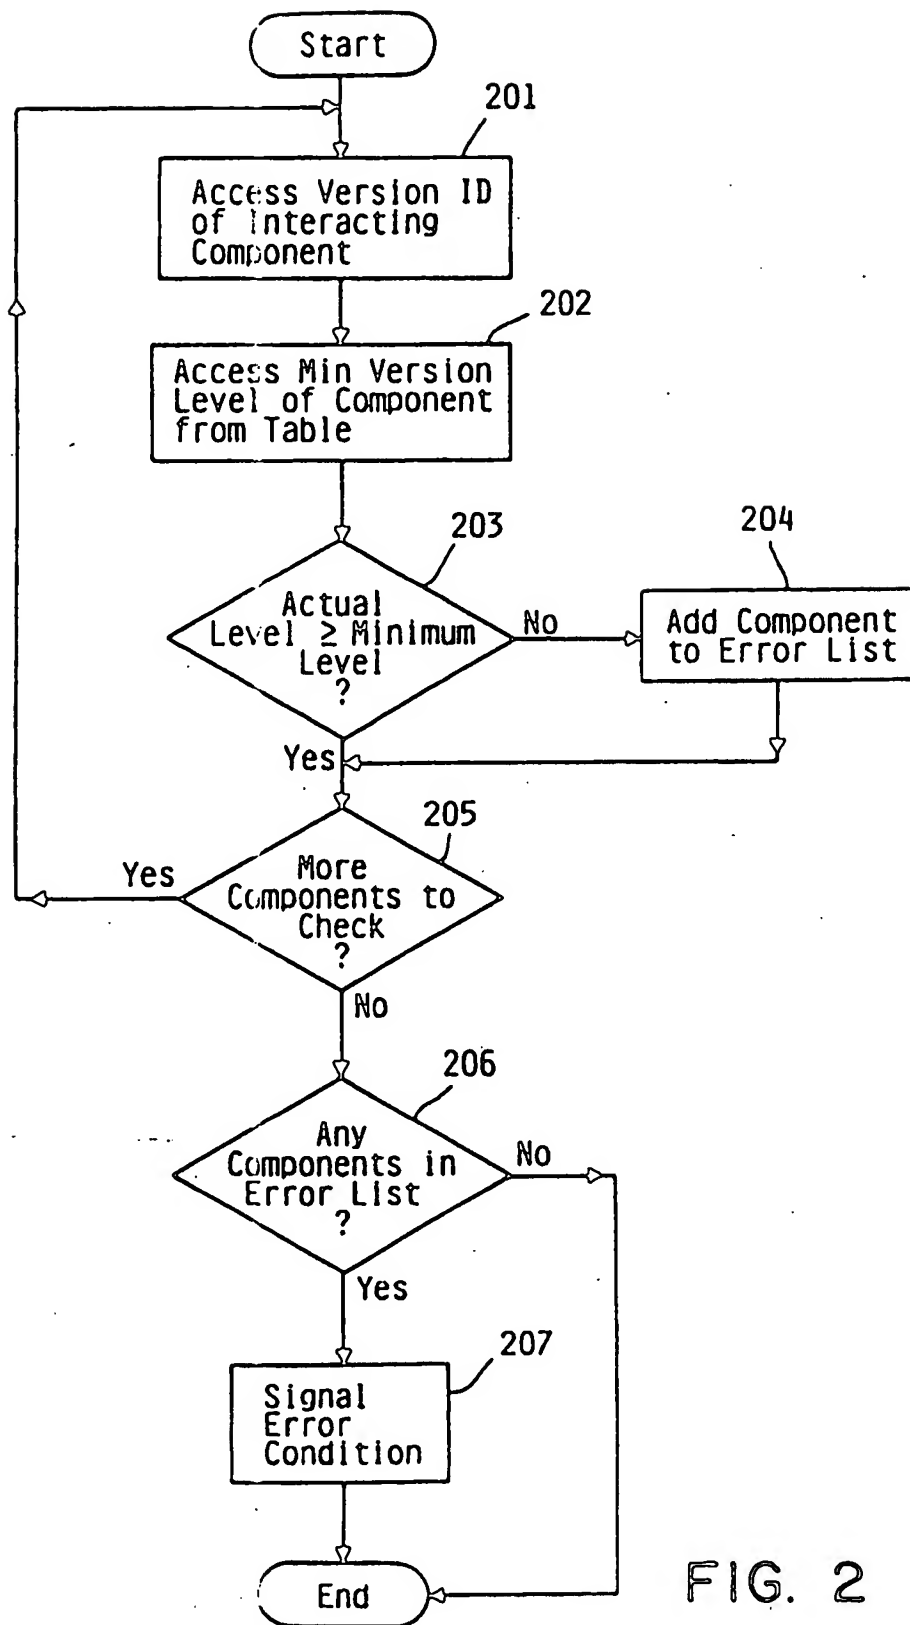 Start
201
Access Version ID
of Interacting
Component
202
Access Min Version
Level of Component
from Table
203
Actual
Level ≥ Minimum
Level
?
No
204
Add Component
to Error List
Yes
205
More
Components to
Check
?
Yes
No
206
Any
Components in
Error List
?
No
Yes
207
Signal
Error
Condition
End
FIG. 2